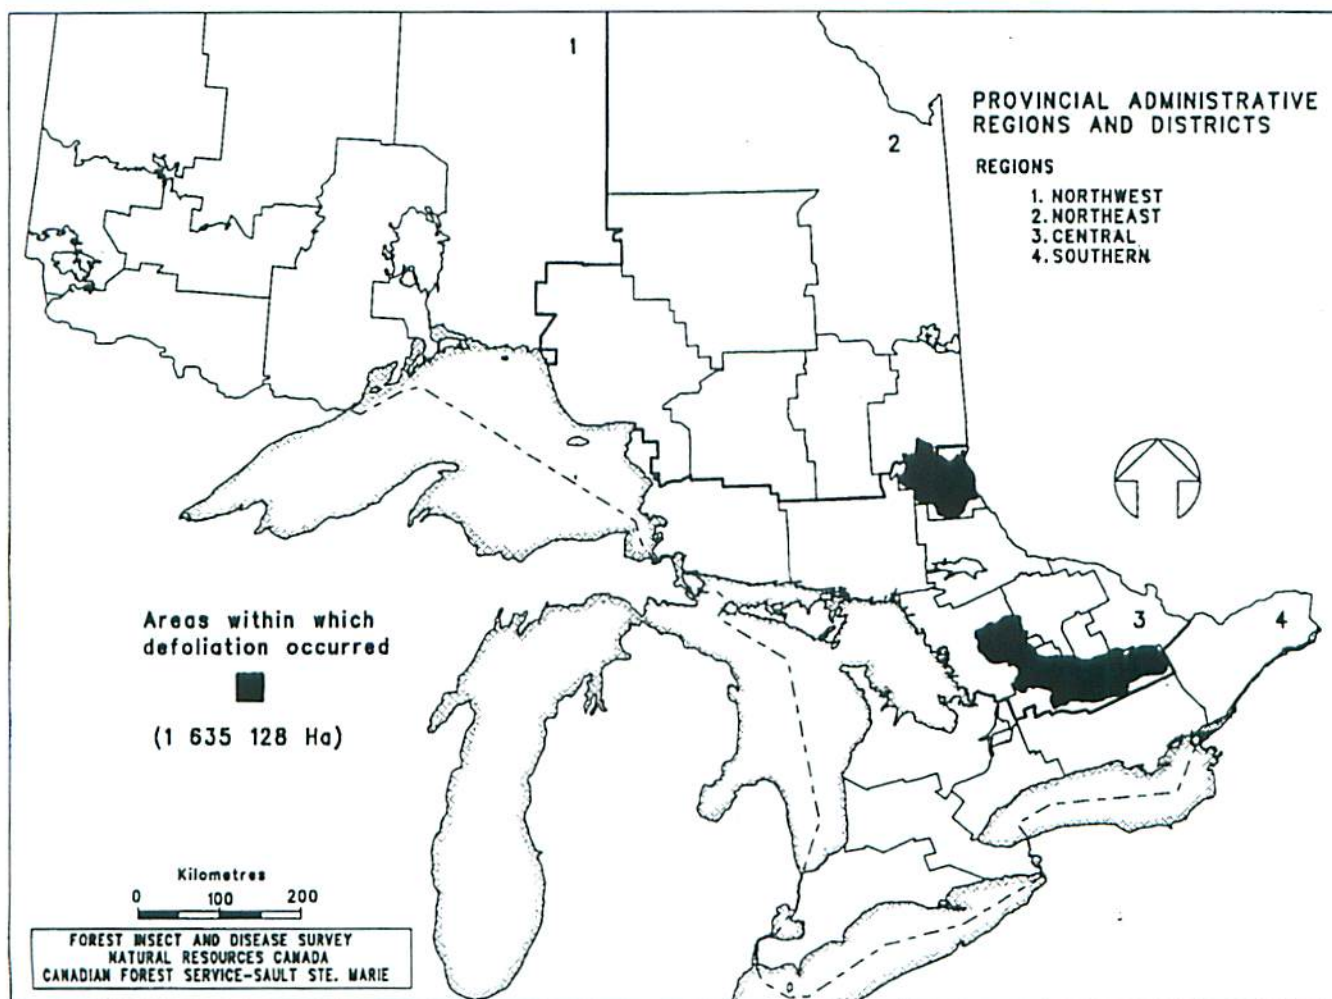 1
2
PROVINCIAL ADMINISTRATIVE
REGIONS AND DISTRICTS
REGIONS
1. NORTHWEST
2. NORTHEAST
3. CENTRAL
4. SOUTHERN
3
4
Areas within which
defoliation occurred
(1 635 128 Ha)
Kilometres
0 100 200
FOREST INSECT AND DISEASE SURVEY
NATURAL RESOURCES CANADA
CANADIAN FOREST SERVICE-SAULT STE. MARIE